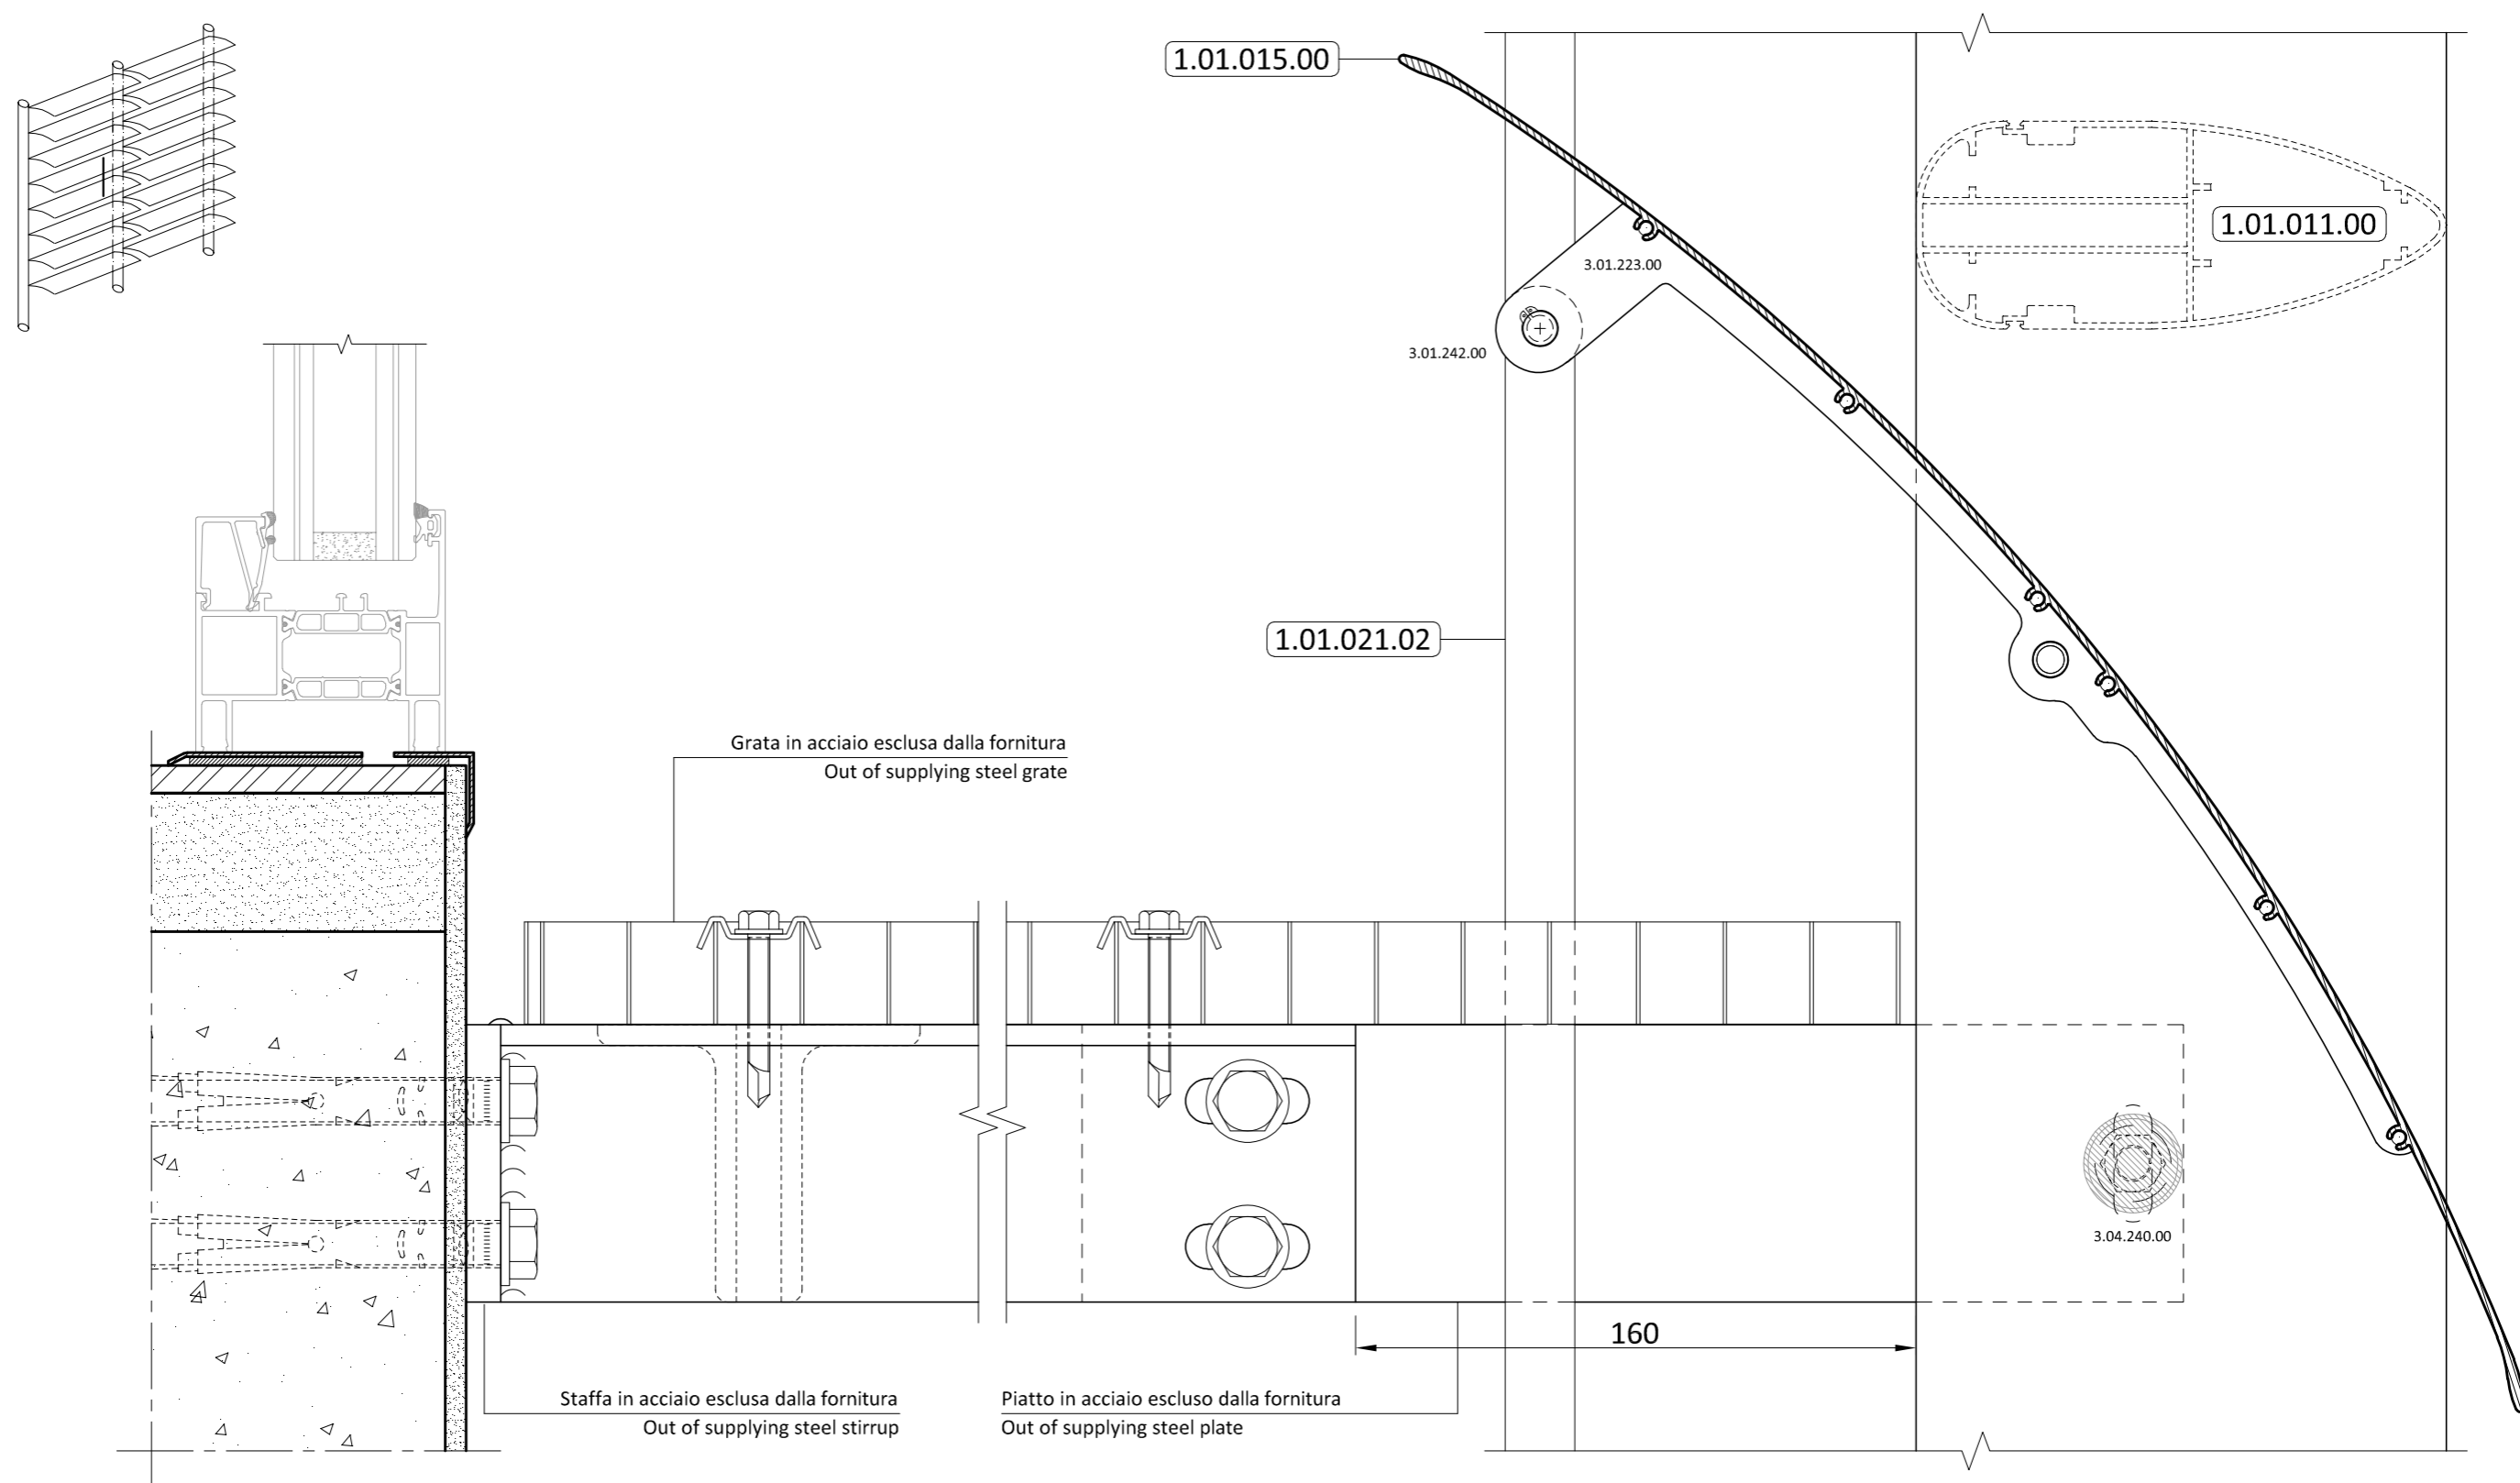 1.01.015.00
1.01.011.00
3.01.223.00
3.01.242.00
1.01.021.02
Grata in acciaio esclusa dalla fornitura
Out of supplying steel grate
3.04.240.00
160
Staffa in acciaio esclusa dalla fornitura
Out of supplying steel stirrup
Piatto in acciaio escluso dalla fornitura
Out of supplying steel plate